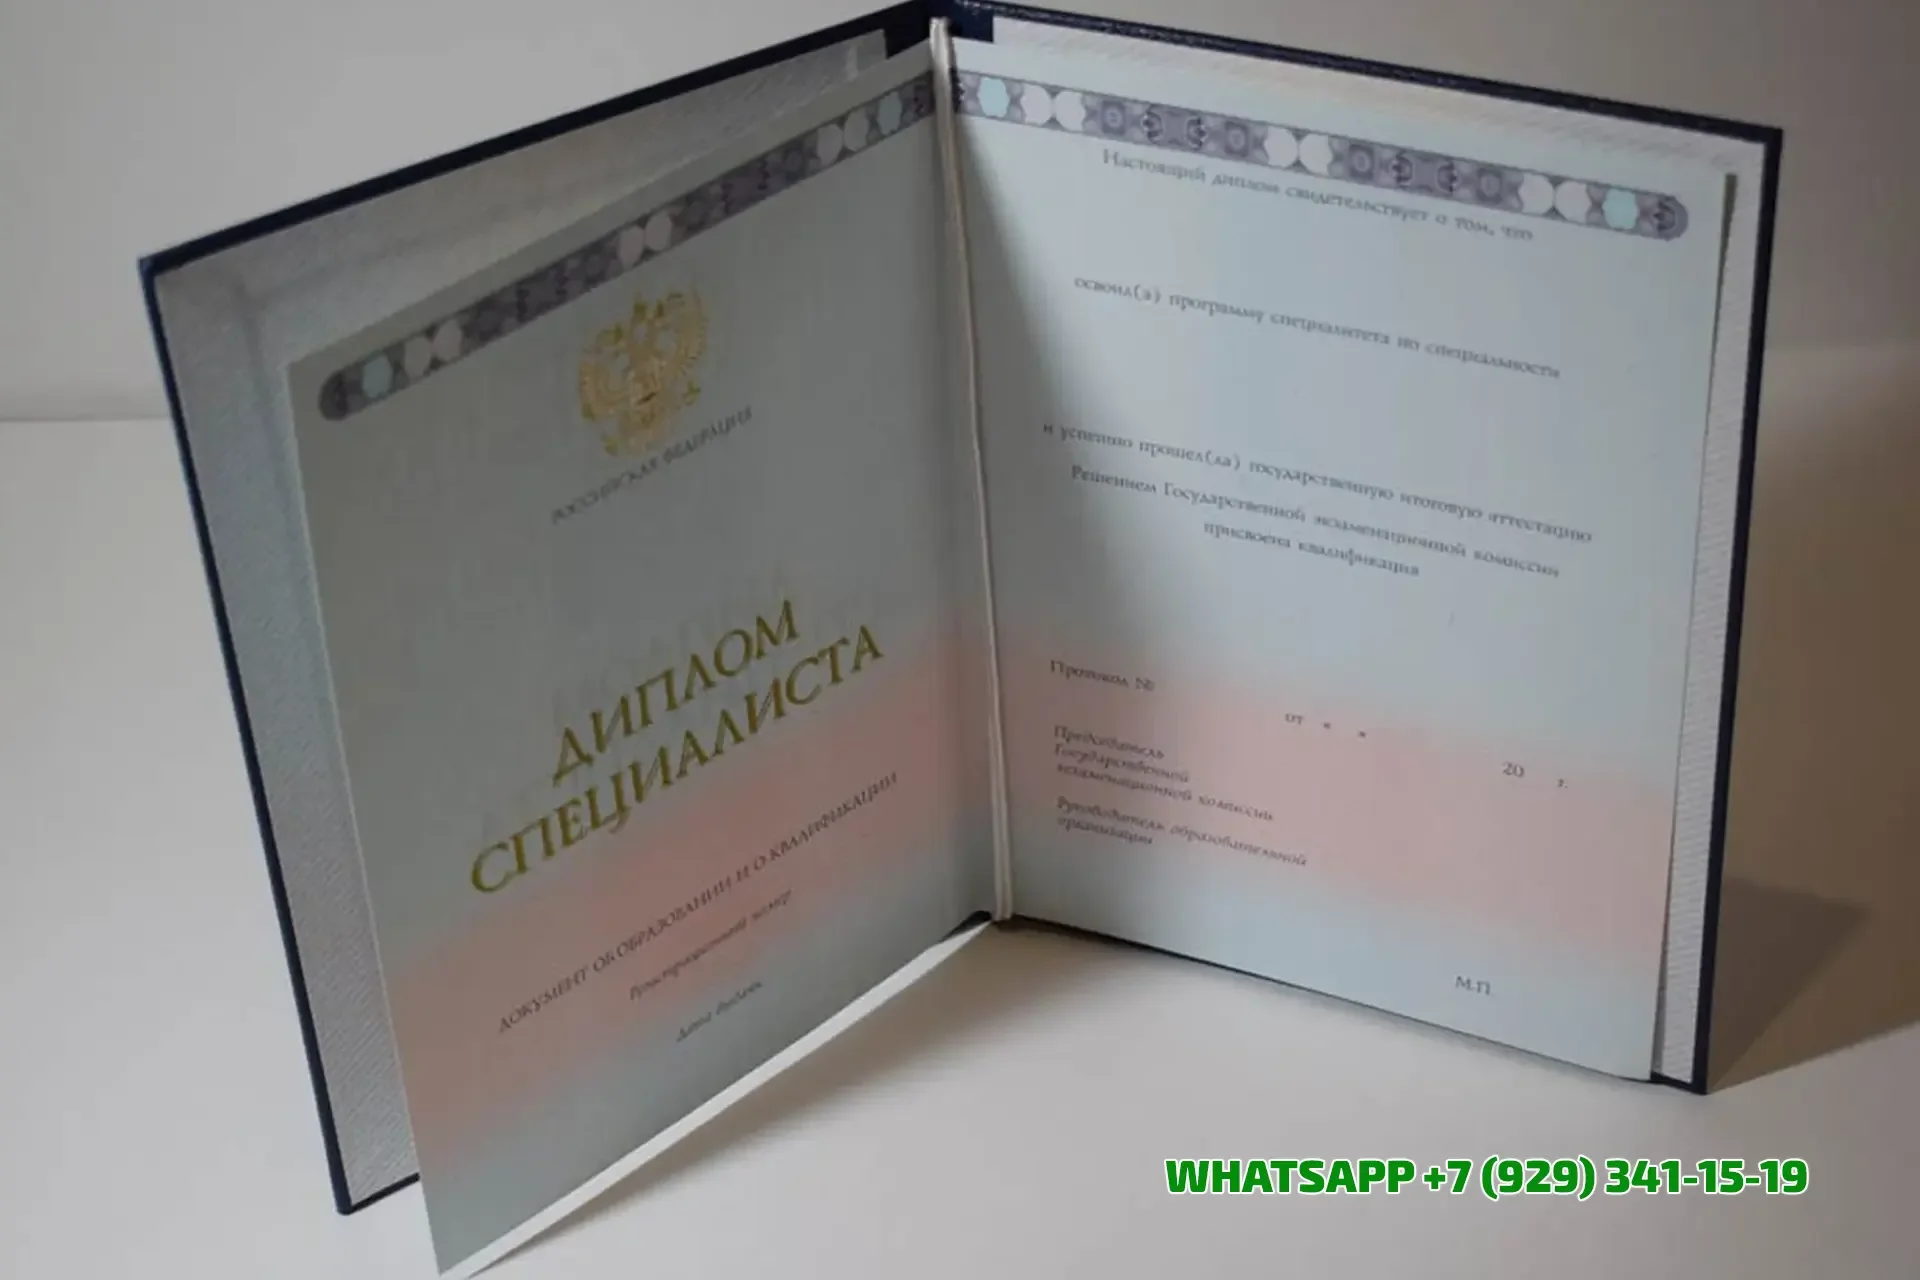 РОССИЙСКАЯ ФЕДЕРАЦИЯ
ДИПЛОМ
СПЕЦИАЛИСТА
ДОКУМЕНТ ОБ ОБРАЗОВАНИИ И О КВАЛИФИКАЦИИ
Регистрационный номер
Дата выдачи
Настоящий диплом свидетельствует о том, что
освоил(а) программу специалитета по специальности
и успешно прошел(ла) государственную итоговую аттестацию
Решением Государственной экзаменационной комиссии
присвоена квалификация
Протокол №
от « »
20 г.
Председатель
Государственной
экзаменационной комиссии
Руководитель образовательной
организации
М.П.
WHATSAPP +7 (929) 341-15-19